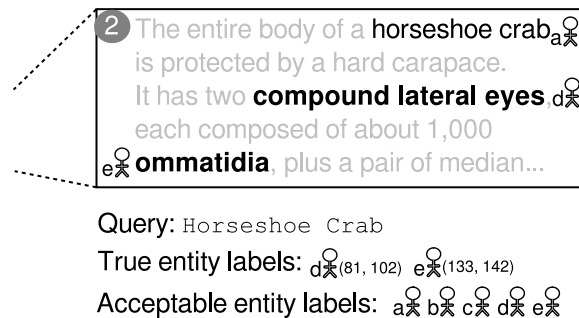 2 The entire body of a horseshoe crab a
is protected by a hard carapace.
It has two compound lateral eyes, d
each composed of about 1,000
e ommatidia, plus a pair of median...
Query: Horseshoe Crab
True entity labels: d (81, 102) e (133, 142)
Acceptable entity labels: a b c d e